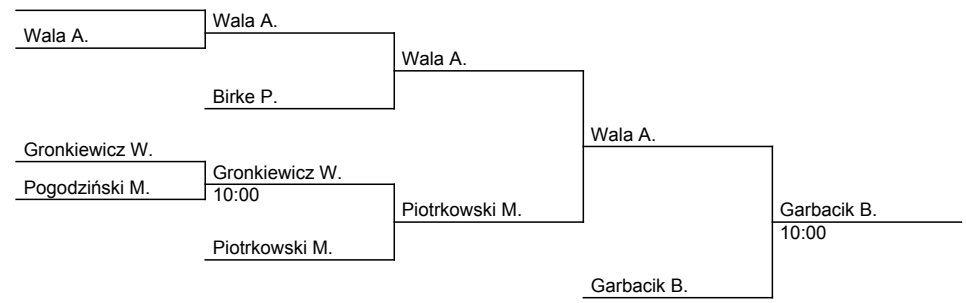 Wala A.
Wala A.
Wala A.
Birke P.
Wala A.
Gronkiewicz W.
Gronkiewicz W.
10:00
Pogodziński M.
Piotrkowski M.
Garbacik B.
10:00
Piotrkowski M.
Garbacik B.